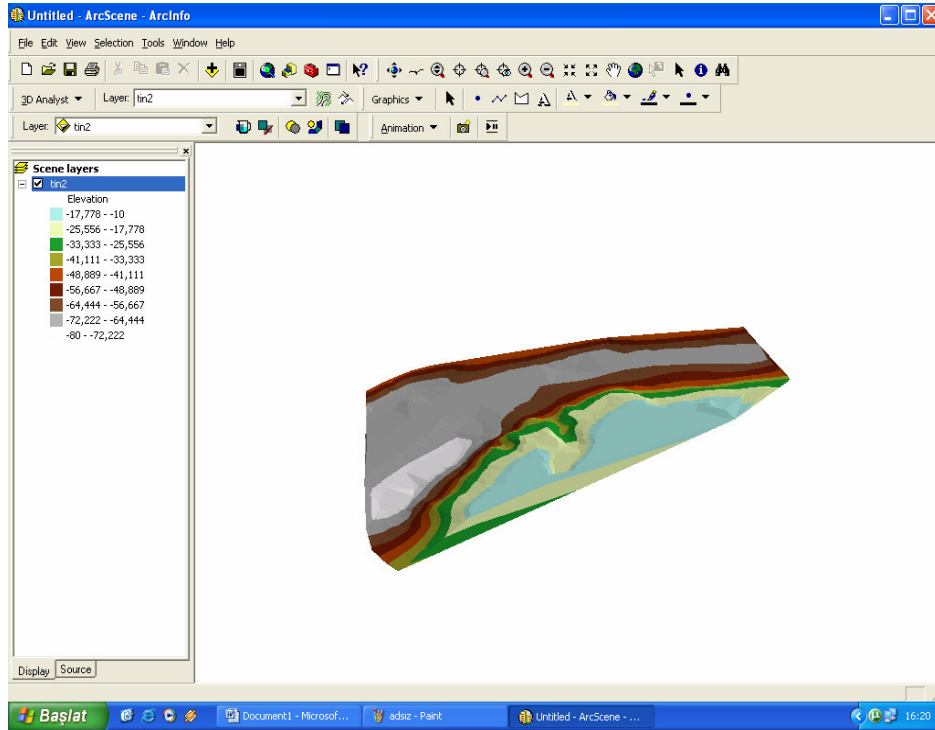 Untitled - ArcScene - ArcInfo
File Edit View Selection Tools Window Help
3D Analyst Layer: tin2 Graphics
Layer: tin2 Animation
Scene layers
tin2
Elevation
-17,778 - -10
-25,556 - -17,778
-33,333 - -25,556
-41,111 - -33,333
-48,889 - -41,111
-56,667 - -48,889
-64,444 - -56,667
-72,222 - -64,444
-80 - -72,222
Display Source
Başlat Document1 - Microsof... adsız - Paint Untitled - ArcScene - ... 16:20